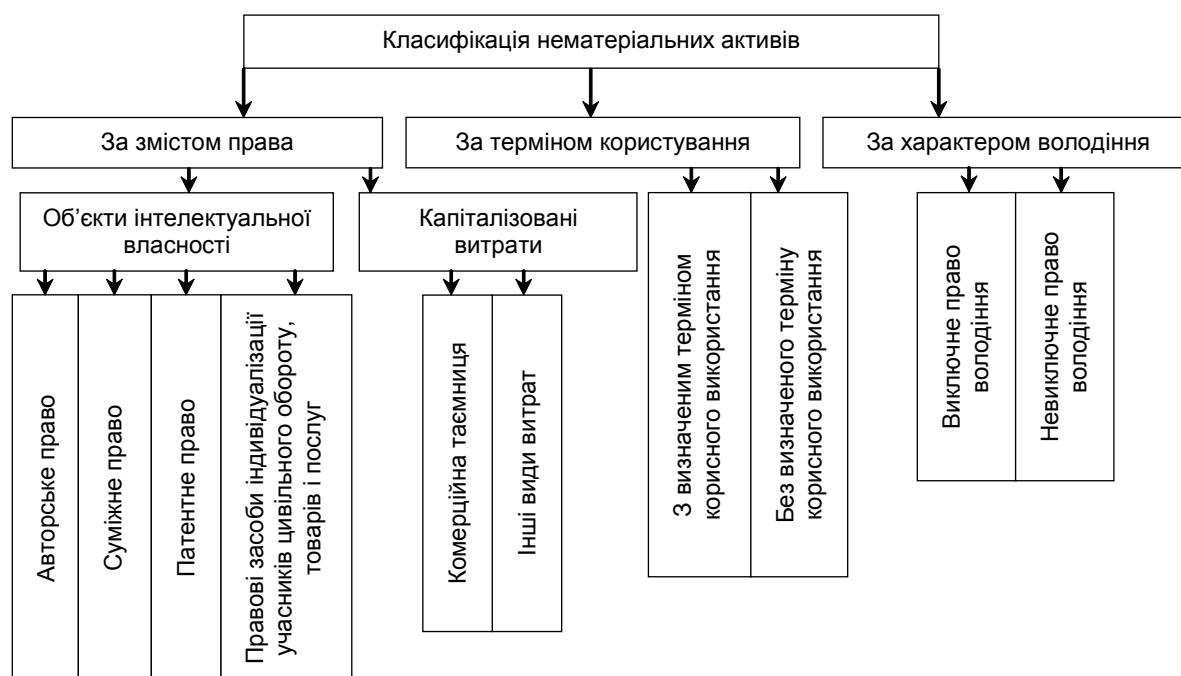 Класифікація нематеріальних активів
За змістом права
За терміном користування
За характером володіння
Об’єкти інтелектуальної
власності
Капіталізовані
витрати
Авторське право
Суміжне право
Патентне право
Правові засоби індивідуалізації
учасників цивільного обороту,
товарів і послуг
Комерційна таємниця
Інші види витрат
З визначеним терміном
корисного використання
Без визначеного терміну
корисного використання
Виключне право
володіння
Невиключне право
володіння